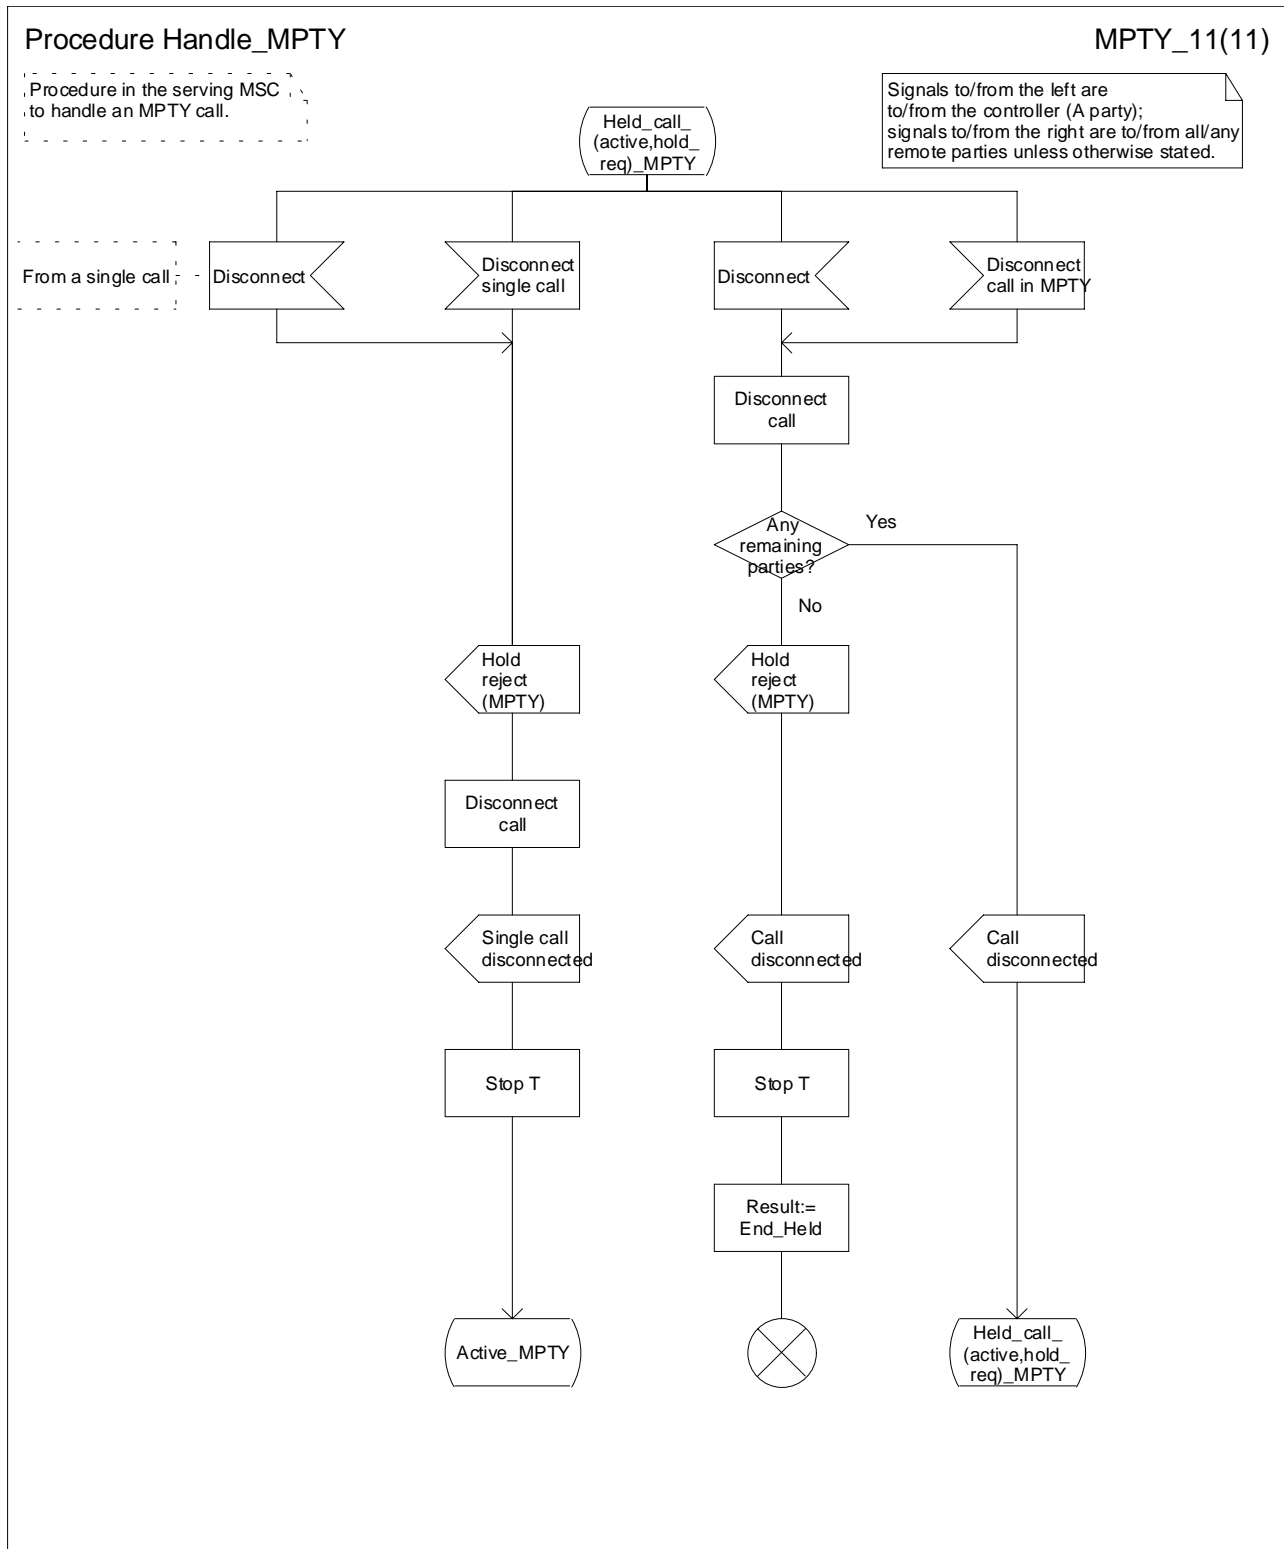 Procedure Handle_MPTY
MPTY_11(11)
Procedure in the serving MSC
to handle an MPTY call.
Signals to/from the left are
to/from the controller (A party);
signals to/from the right are to/from all/any
remote parties unless otherwise stated.
Held_call_
(active,hold_
req)_MPTY
From a single call
Disconnect
Disconnect
single call
Disconnect
Disconnect
call in MPTY
Disconnect
call
Any
remaining
parties?
Yes
No
Hold
reject
(MPTY)
Hold
reject
(MPTY)
Disconnect
call
Single call
disconnected
Call
disconnected
Call
disconnected
Stop T
Stop T
Result:=
End_Held
Active_MPTY
Held_call_
(active,hold_
req)_MPTY